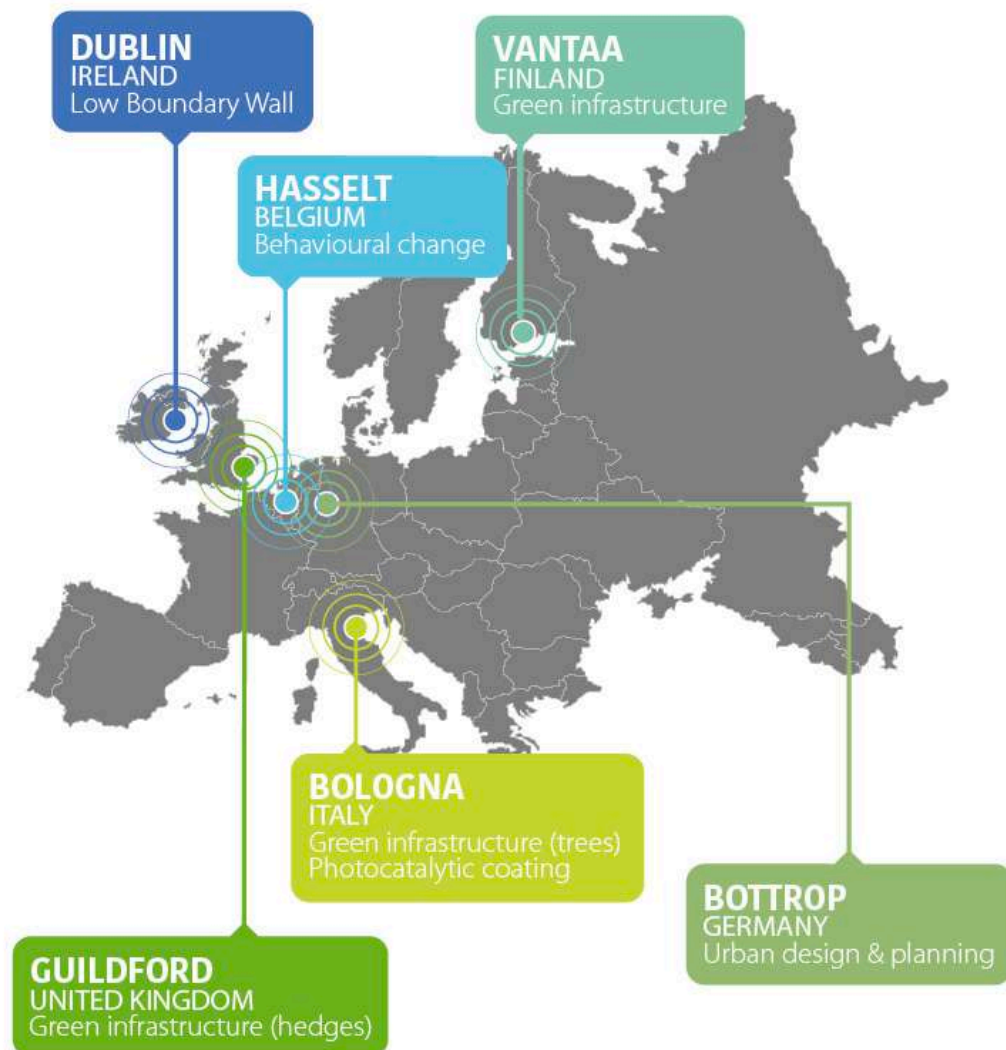 DUBLIN
IRELAND
Low Boundary Wall
VANTAA
FINLAND
Green infrastructure
HASSELT
BELGIUM
Behavioural change
BOLOGNA
ITALY
Green infrastructure (trees)
Photocatalytic coating
BOTTROP
GERMANY
Urban design & planning
GUILDFORD
UNITED KINGDOM
Green infrastructure (hedges)